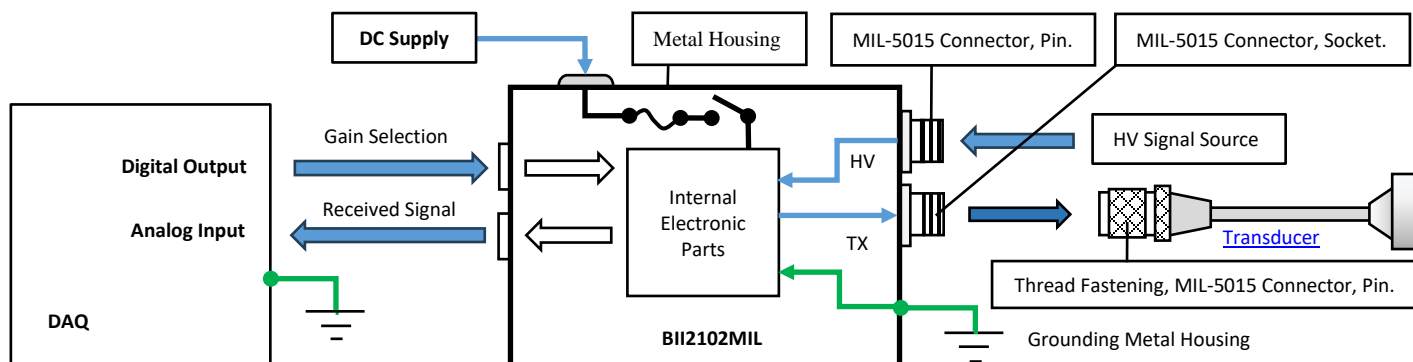 DC Supply
Metal Housing
MIL-5015 Connector, Pin.
MIL-5015 Connector, Socket.
Gain Selection
Digital Output
HV
HV Signal Source
Internal
Electronic
Parts
Received Signal
Analog Input
TX
Transducer
Thread Fastening, MIL-5015 Connector, Pin.
DAQ
BII2102MIL
Grounding Metal Housing